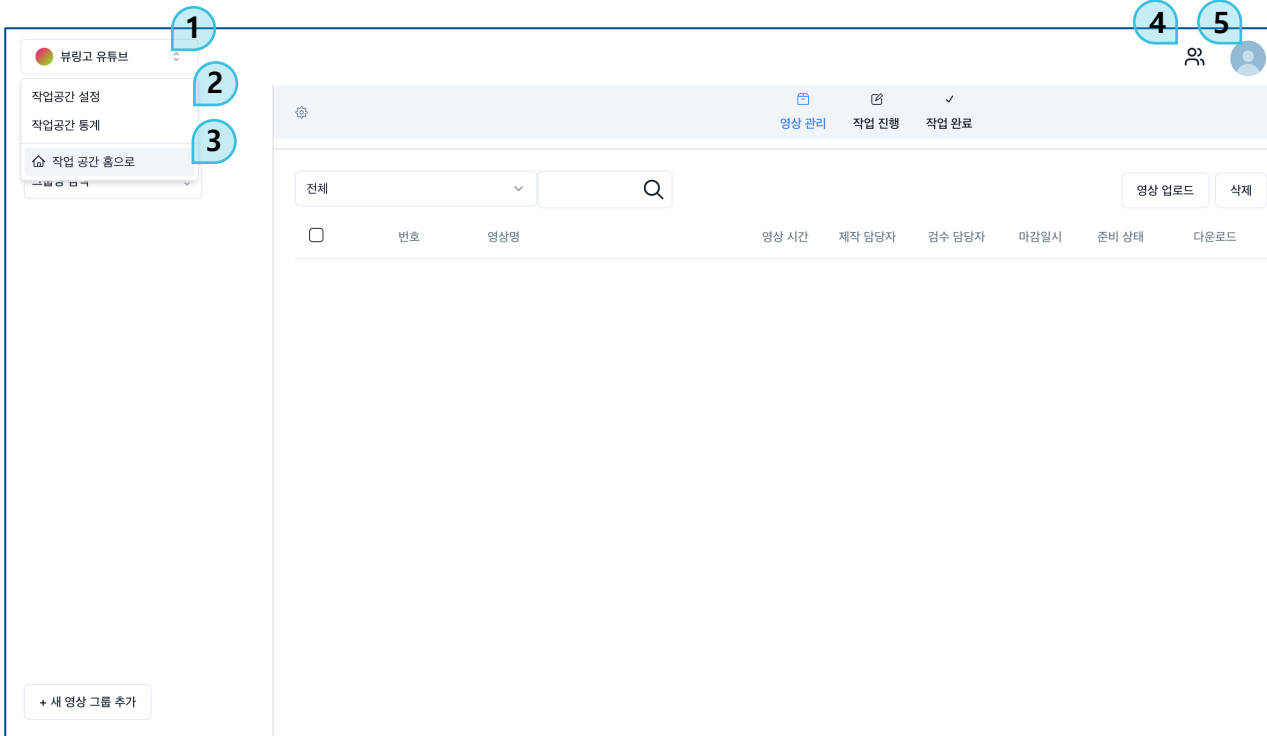 1
4
5
뷰링고 유튜브
2
작업공간 설정
작업공간 통계
3
작업 공간 홈으로
영상 관리
작업 진행
작업 완료
전체
영상 업로드
삭제
번호
영상명
영상 시간
제작 담당자
검수 담당자
마감일시
준비 상태
다운로드
+ 새 영상 그룹 추가